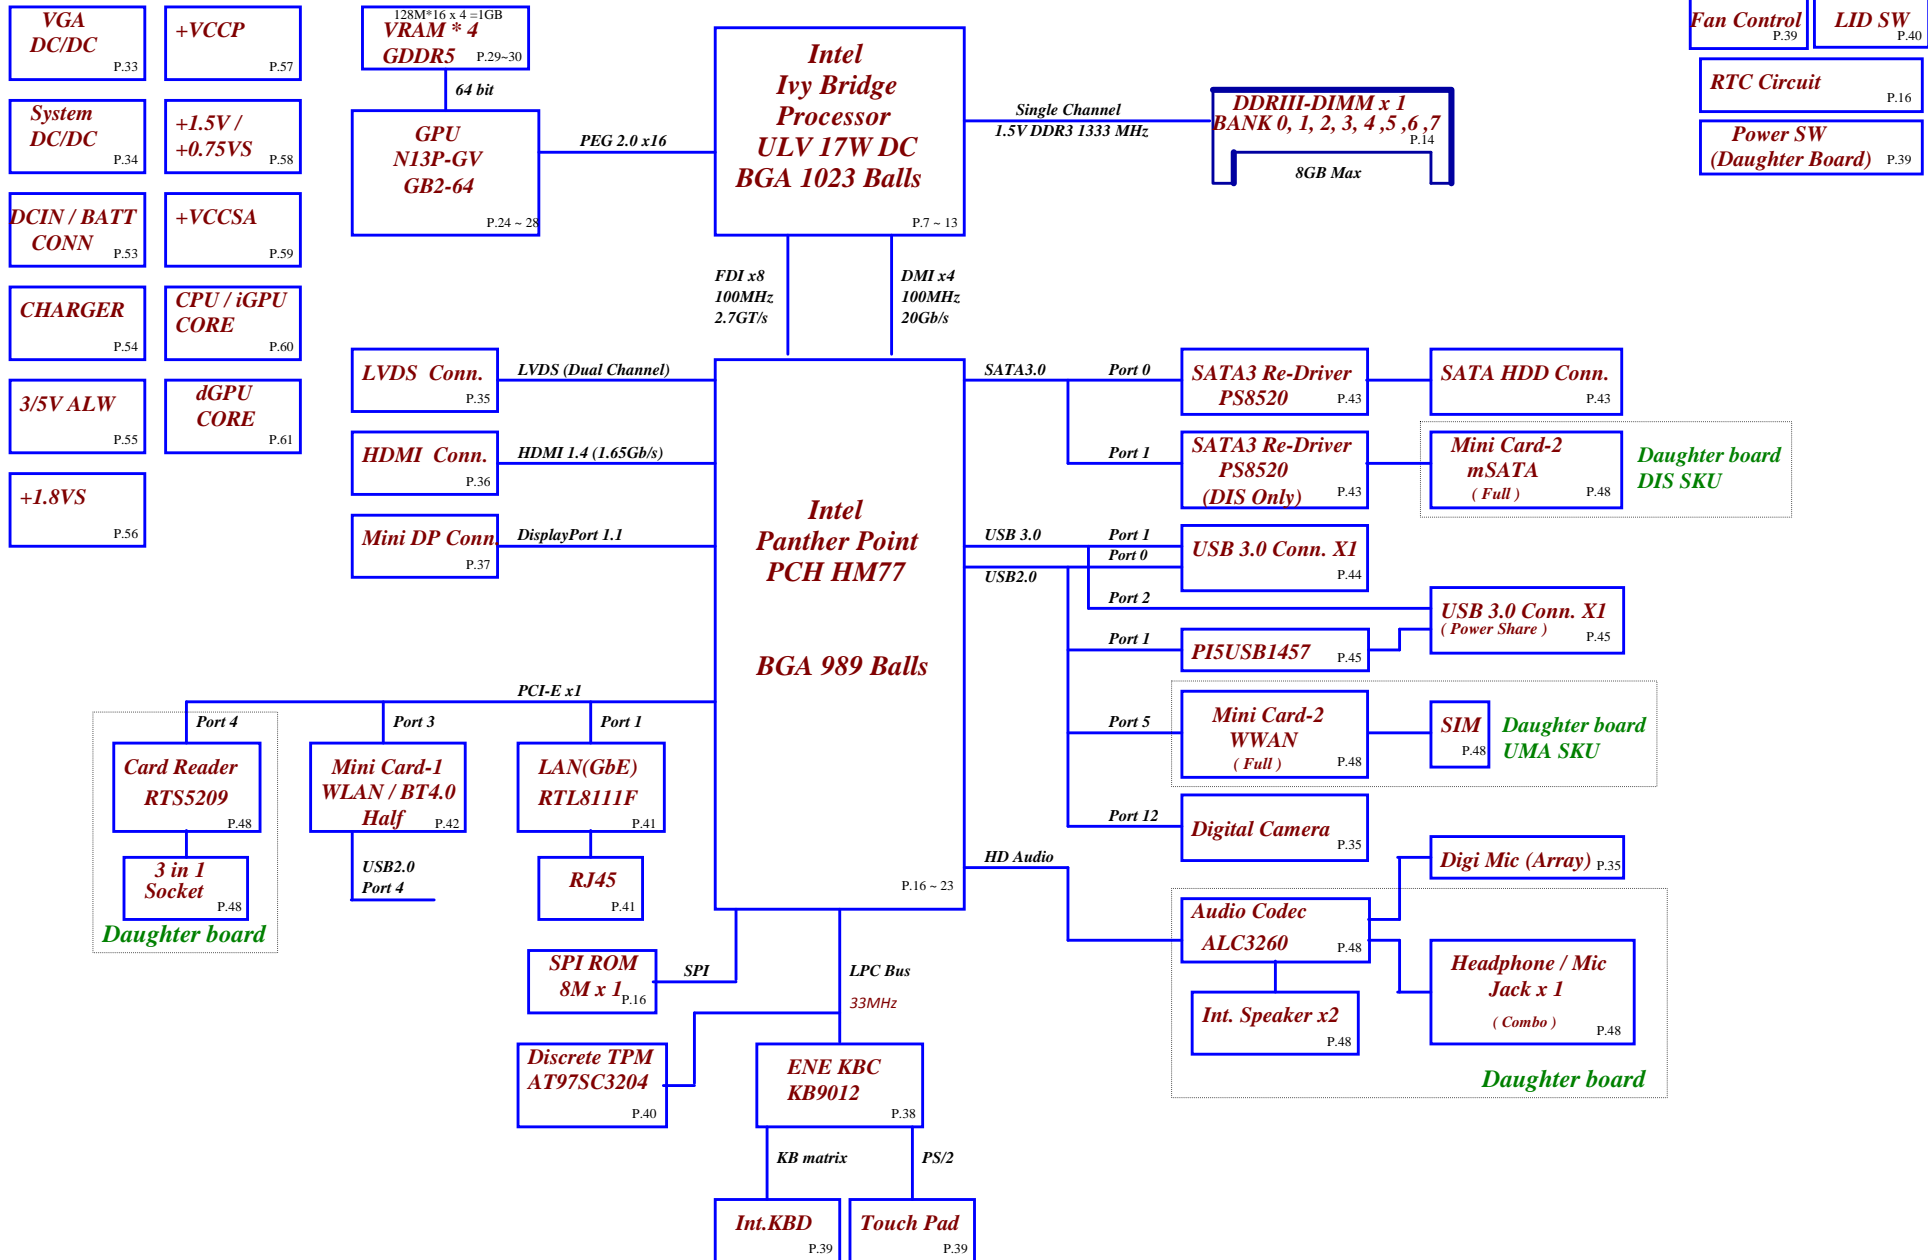 VGA
DC/DC
P.33
+VCCP
P.57
System
DC/DC
P.34
+1.5V /
+0.75VS
P.58
DCIN / BATT
CONN
P.53
+VCCSA
P.59
CHARGER
P.54
CPU / iGPU
CORE
P.60
3/5V ALW
P.55
dGPU
CORE
P.61
+1.8VS
P.56
128M*16 x 4 =1GB
VRAM * 4
GDDR5
P.29~30
64 bit
GPU
N13P-GV
GB2-64
P.24 ~ 28
PEG 2.0 x16
Intel
Ivy Bridge
Processor
ULV 17W DC
BGA 1023 Balls
P.7 ~ 13
Single Channel
1.5V DDR3 1333 MHz
DDRIII-DIMM x 1
BANK 0, 1, 2, 3, 4 ,5 ,6 ,7
P.14
8GB Max
Fan Control
P.39
LID SW
P.40
RTC Circuit
P.16
Power SW
(Daughter Board)
P.39
FDI x8
100MHz
2.7GT/s
DMI x4
100MHz
20Gb/s
LVDS Conn.
P.35
LVDS (Dual Channel)
HDMI Conn.
P.36
HDMI 1.4 (1.65Gb/s)
Mini DP Conn.
P.37
DisplayPort 1.1
Intel
Panther Point
PCH HM77
BGA 989 Balls
P.16 ~ 23
SATA3.0
Port 0
SATA3 Re-Driver
PS8520
P.43
SATA HDD Conn.
P.43
Port 1
SATA3 Re-Driver
PS8520
(DIS Only)
P.43
Mini Card-2
mSATA
( Full )
P.48
Daughter board
DIS SKU
USB 3.0
Port 1
Port 0
USB2.0
USB 3.0 Conn. X1
P.44
Port 2
USB 3.0 Conn. X1
( Power Share )
P.45
Port 1
PI5USB1457
P.45
Port 5
Mini Card-2
WWAN
( Full )
P.48
SIM
P.48
Daughter board
UMA SKU
Port 12
Digital Camera
P.35
HD Audio
Digi Mic (Array)
P.35
Audio Codec
ALC3260
P.48
Headphone / Mic
Jack x 1
( Combo )
P.48
Int. Speaker x2
P.48
Daughter board
PCI-E x1
Port 4
Port 3
Port 1
Card Reader
RTS5209
P.48
3 in 1
Socket
P.48
Daughter board
Mini Card-1
WLAN / BT4.0
Half
P.42
USB2.0
Port 4
LAN(GbE)
RTL8111F
P.41
RJ45
P.41
SPI ROM
8M x 1
P.16
SPI
LPC Bus
33MHz
Discrete TPM
AT97SC3204
P.40
ENE KBC
KB9012
P.38
KB matrix
PS/2
Int.KBD
P.39
Touch Pad
P.39